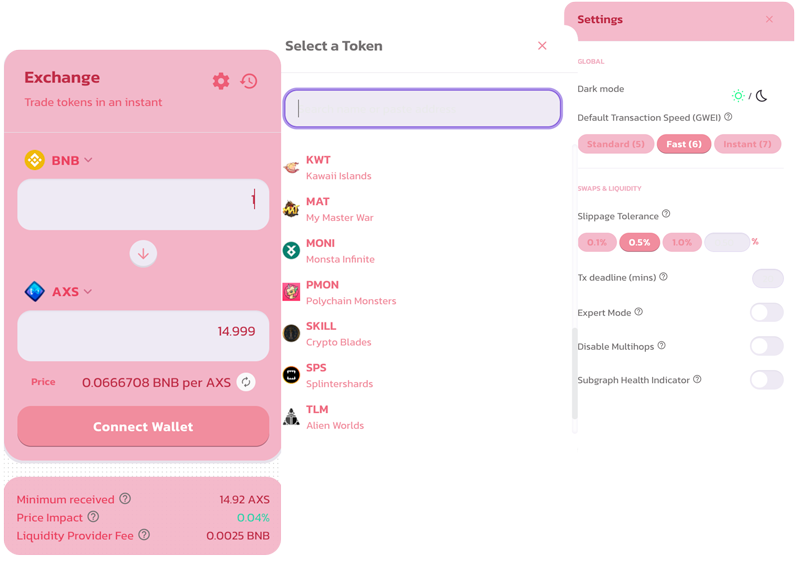 Exchange
Trade tokens in an instant
BNB
1
AXS
14.999
Price 0.0666708 BNB per AXS
Connect Wallet
Minimum received 14.92 AXS
Price Impact 0.04%
Liquidity Provider Fee 0.0025 BNB
Select a Token
KWT
Kawaii Islands
MAT
My Master War
MONI
Monsta Infinite
PMON
Polychain Monsters
SKILL
Crypto Blades
SPS
Splintershards
TLM
Alien Worlds
Settings
GLOBAL
Dark mode /
Default Transaction Speed (GWEI)
Standard (5) Fast (6) Instant (7)
SWAPS & LIQUIDITY
Slippage Tolerance
0.1% 0.5% 1.0% %
Tx deadline (mins)
Expert Mode
Disable Multihops
Subgraph Health Indicator